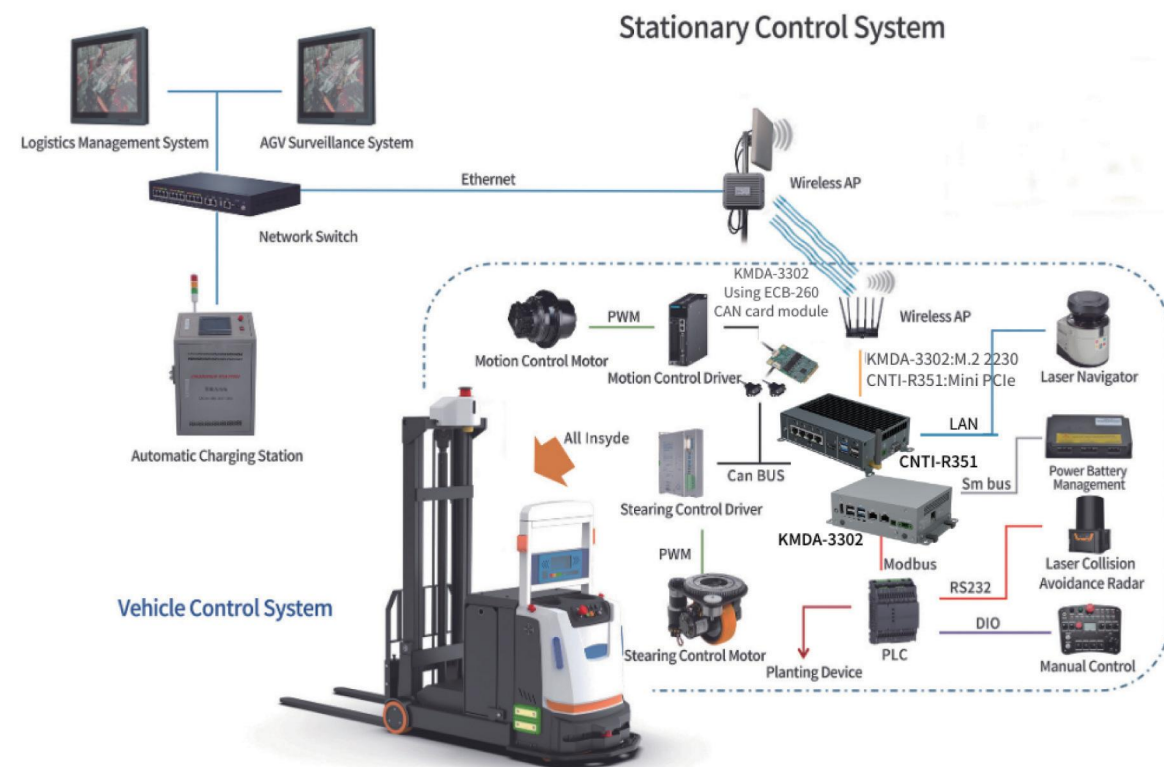 Stationary Control System
Logistics Management System
AGV Surveillance System
Ethernet
Wireless AP
Network Switch
KMDA-3302
Using ECB-260
CAN card module
PWM
Wireless AP
Motion Control Motor
Motion Control Driver
KMDA-3302:M.2 2230
CNTI-R351:Mini PCIe
Laser Navigator
LAN
All Insyde
Automatic Charging Station
CNTI-R351
Can BUS
Sm bus
Power Battery
Management
Stearing Control Driver
KMDA-3302
PWM
Modbus
RS232
Laser Collision
Avoidance Radar
Vehicle Control System
DIO
Stearing Control Motor
Planting Device
PLC
Manual Control